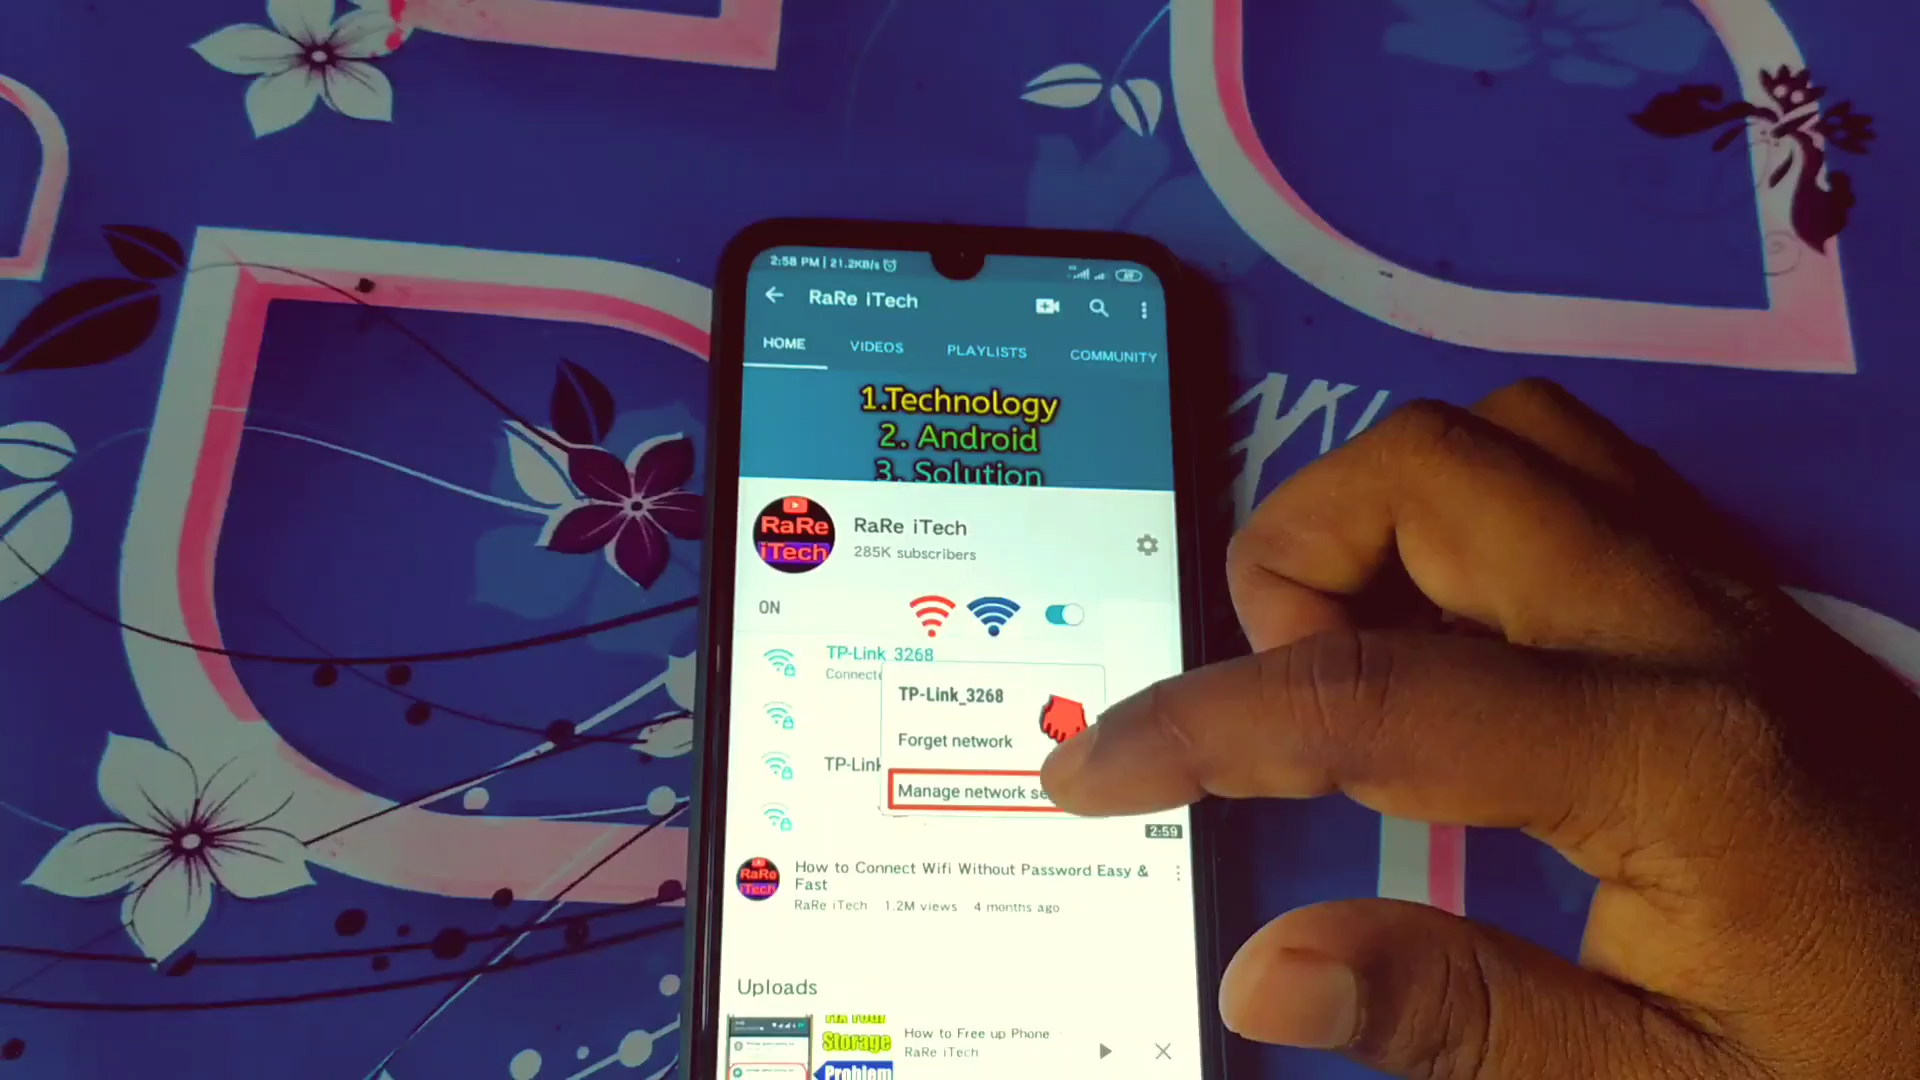 2:58 PM | 21.2KB/s
69
RaRe iTech
HOME
VIDEOS
PLAYLISTS
COMMUNITY
1.Technology
2. Android
3. Solution
RaRe
iTech
RaRe iTech
285K subscribers
ON
TP-Link_3268
TP-Link_3268
Forget network
TP-Link
Manage network
2:59
RaRe
iTech
How to Connect Wifi Without Password Easy &
Fast
RaRe iTech 1.2M views 4 months ago
Uploads
Storage
Problem
How to Free up Phone
RaRe iTech